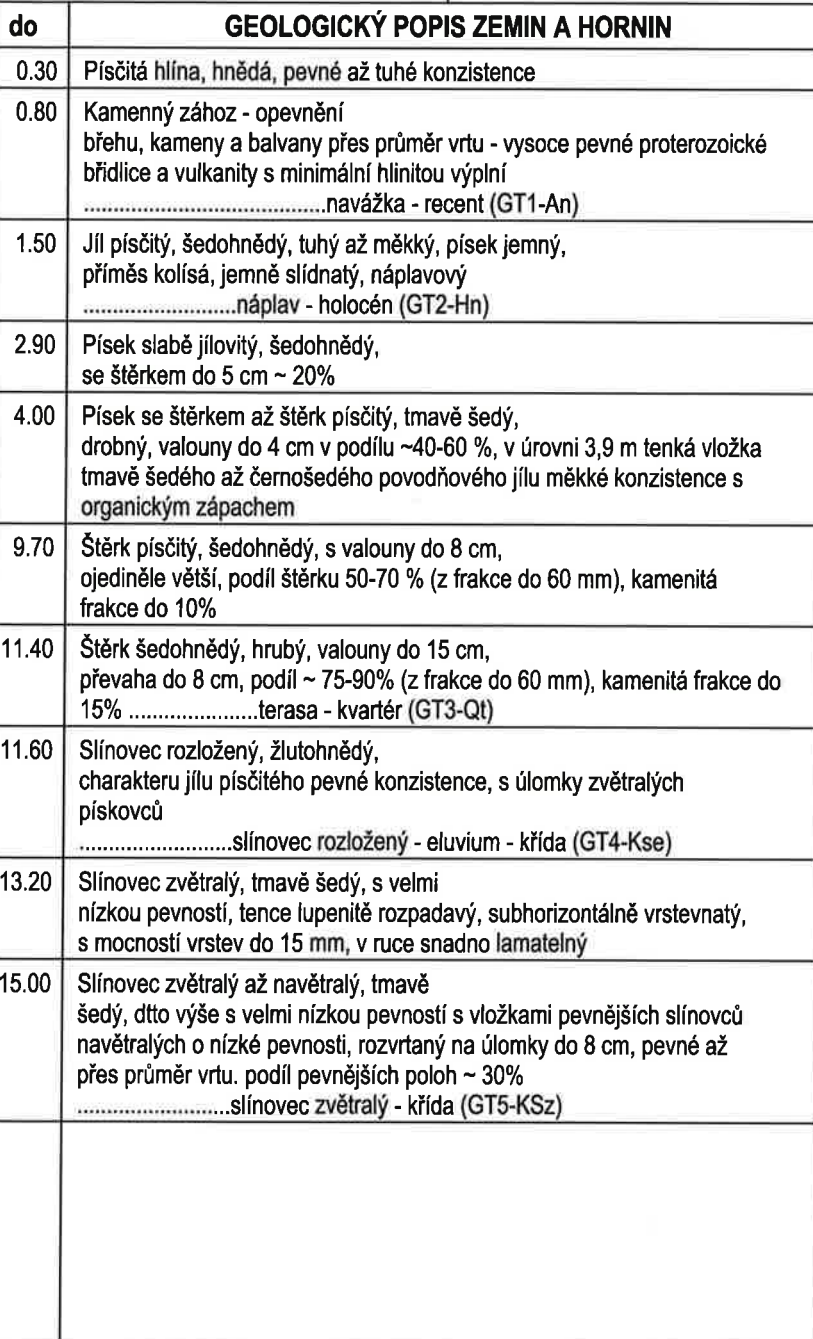 do GEOLOGICKÝ POPIS ZEMIN A HORNIN
0.30 Písčitá hlína, hnědá, pevné až tuhé konzistence
0.80 Kamenný zához - opevnění
břehu, kameny a balvany přes průměr vrtu - vysoce pevné proterozoické
břidlice a vulkanity s minimální hlinitou výplní
.........................................navážka - recent (GT1-An)
1.50 Jíl písčitý, šedohnědý, tuhý až měkký, písek jemný,
příměs kolísá, jemně slídnatý, náplavový
..........................náplav - holocén (GT2-Hn)
2.90 Písek slabě jílovitý, šedohnědý,
se štěrkem do 5 cm ~ 20%
4.00 Písek se štěrkem až štěrk písčitý, tmavě šedý,
drobný, valouny do 4 cm v podílu ~40-60 %, v úrovni 3,9 m tenká vložka
tmavě šedého až černošedého povodňového jílu měkké konzistence s
organickým zápachem
9.70 Štěrk písčitý, šedohnědý, s valouny do 8 cm,
ojediněle větší, podíl štěrku 50-70 % (z frakce do 60 mm), kamenitá
frakce do 10%
11.40 Štěrk šedohnědý, hrubý, valouny do 15 cm,
převaha do 8 cm, podíl ~ 75-90% (z frakce do 60 mm), kamenitá frakce do
15% ......................terasa - kvartér (GT3-Qt)
11.60 Slínovec rozložený, žlutohnědý,
charakteru jílu písčitého pevné konzistence, s úlomky zvětralých
pískovců
..........................slínovec rozložený - eluvium - křída (GT4-Kse)
13.20 Slínovec zvětralý, tmavě šedý, s velmi
nízkou pevností, tence lupenitě rozpadavý, subhorizontálně vrstevnatý,
s mocností vrstev do 15 mm, v ruce snadno lamatelný
15.00 Slínovec zvětralý až navětralý, tmavě
šedý, dtto výše s velmi nízkou pevností s vložkami pevnějších slínovců
navětralých o nízké pevnosti, rozvrtaný na úlomky do 8 cm, pevné až
přes průměr vrtu. podíl pevnějších poloh ~ 30%
..........................slínovec zvětralý - křída (GT5-KSz)